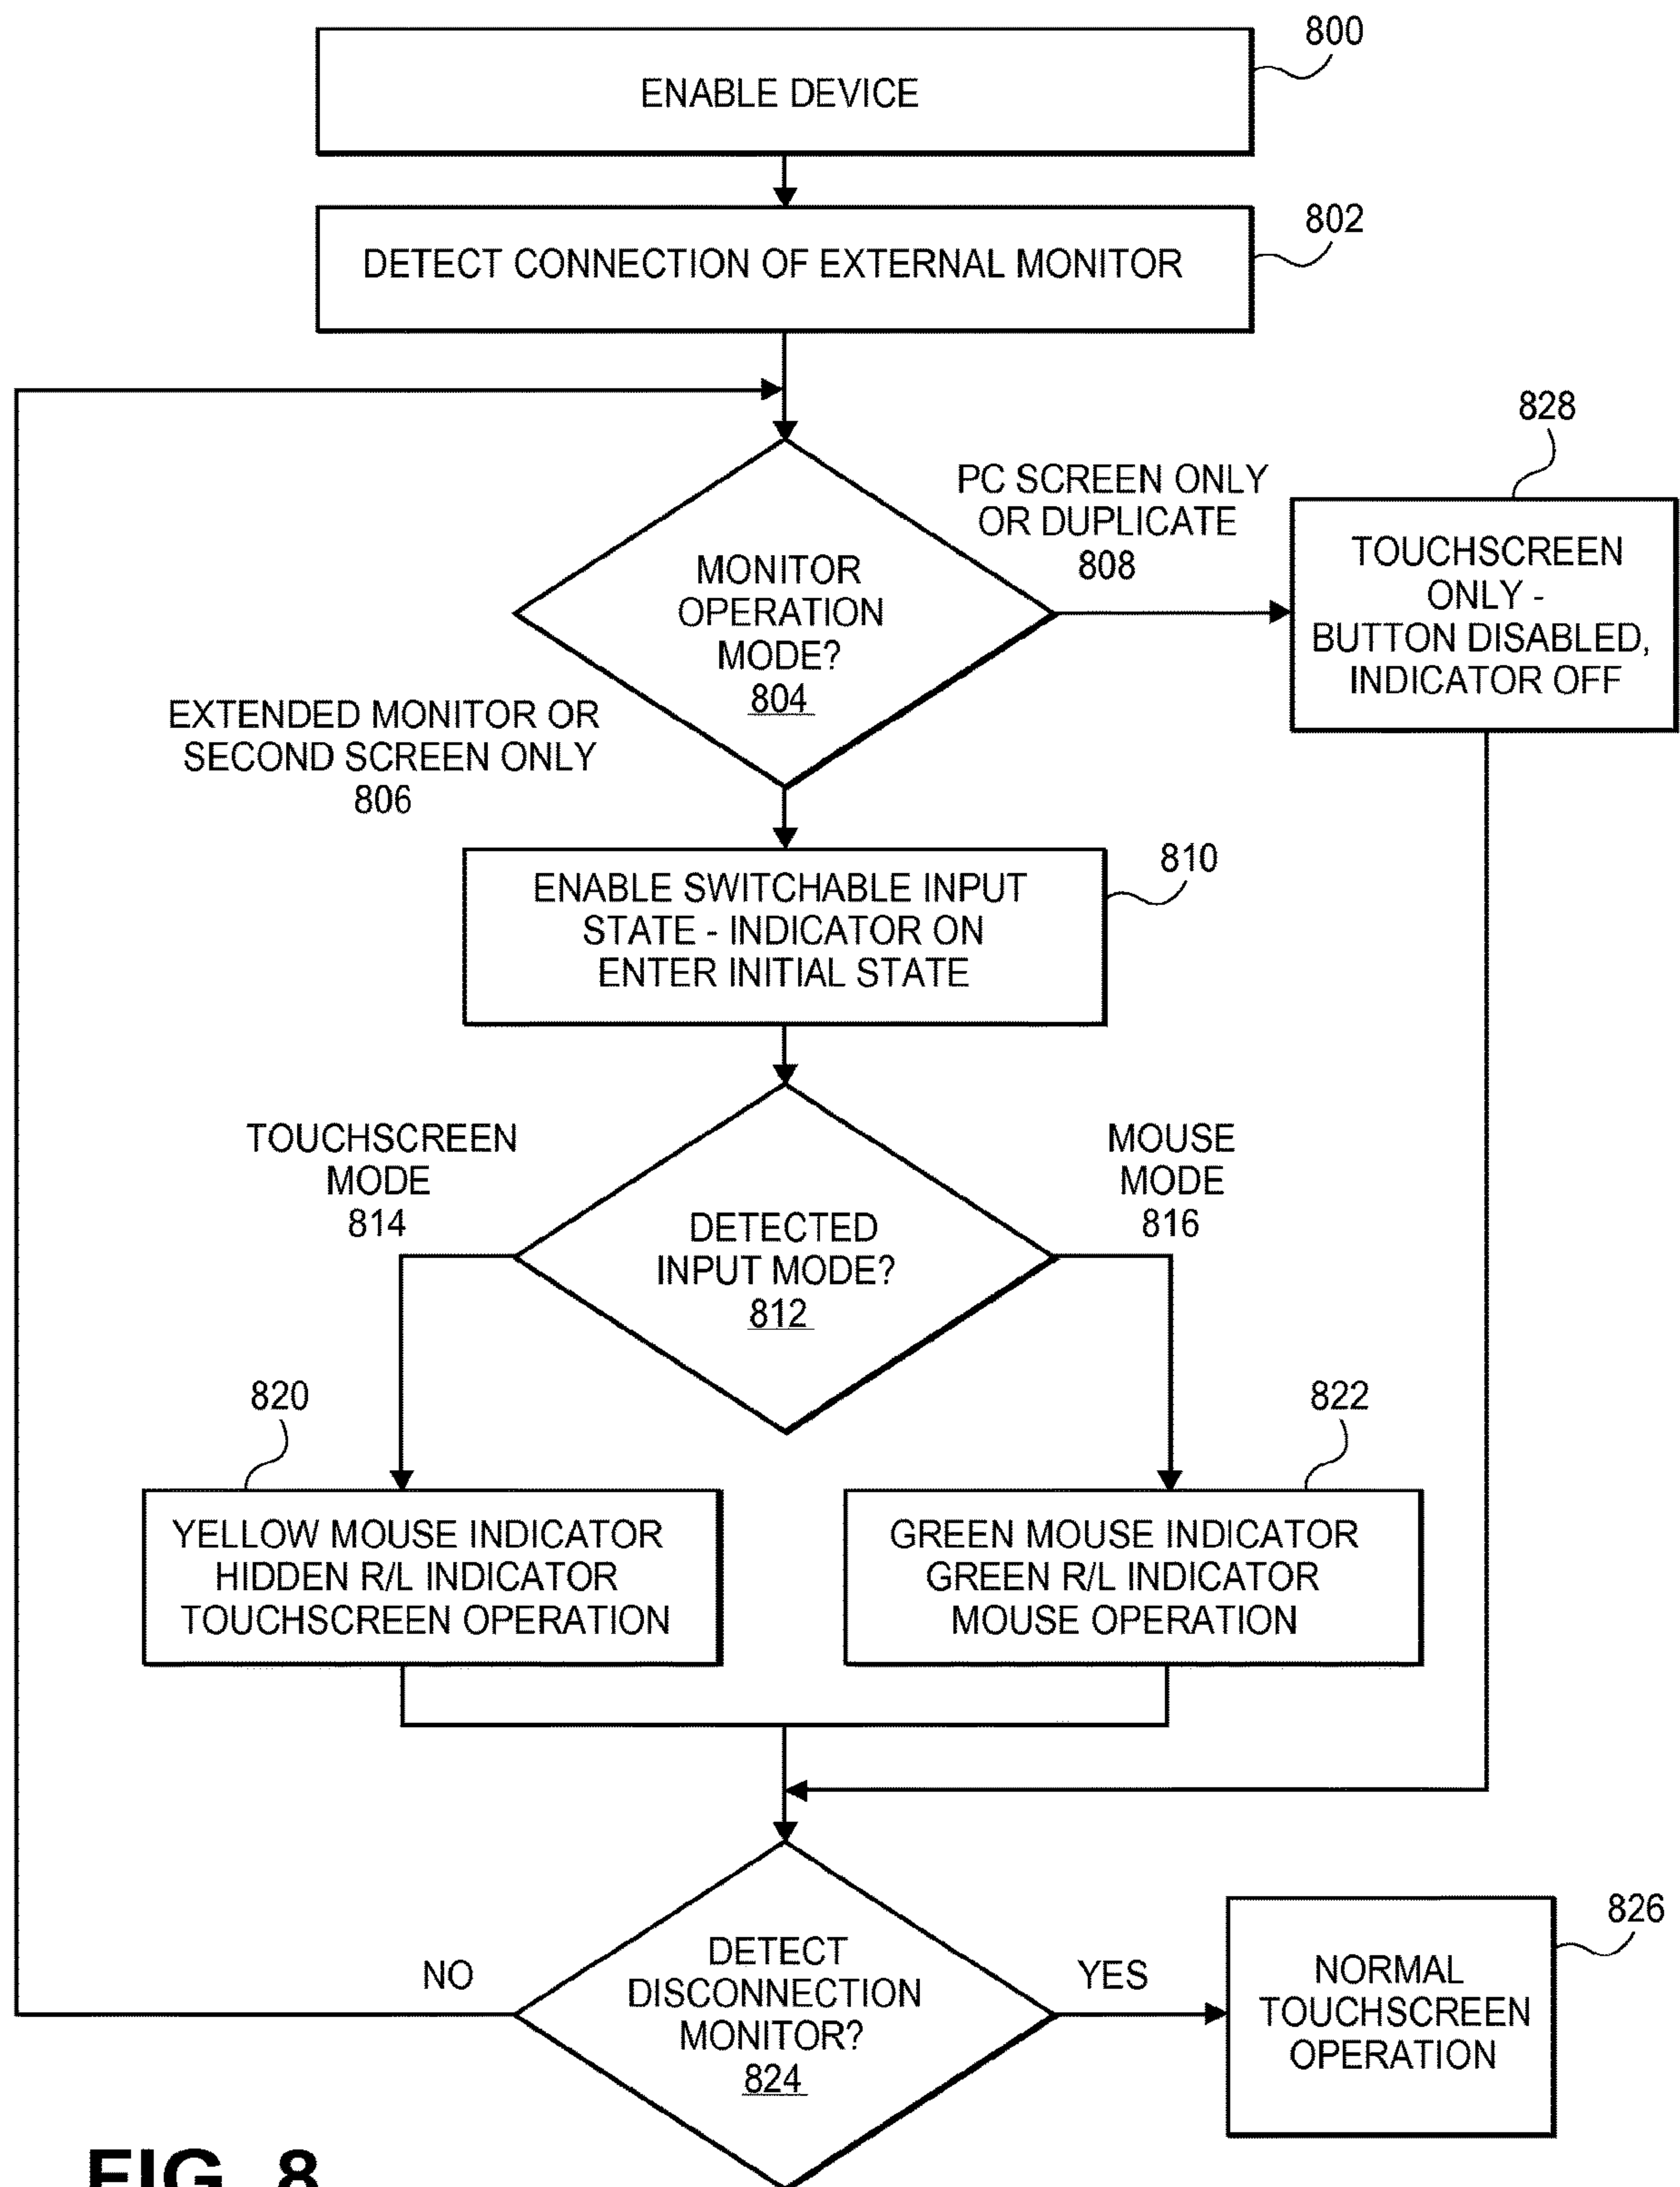 800
ENABLE DEVICE
802
DETECT CONNECTION OF EXTERNAL MONITOR
828
PC SCREEN ONLY
OR DUPLICATE
808
TOUCHSCREEN
ONLY -
BUTTON DISABLED,
INDICATOR OFF
MONITOR
OPERATION
MODE?
804
EXTENDED MONITOR OR
SECOND SCREEN ONLY
806
810
ENABLE SWITCHABLE INPUT
STATE - INDICATOR ON
ENTER INITIAL STATE
TOUCHSCREEN
MODE
814
MOUSE
MODE
816
DETECTED
INPUT MODE?
812
820
822
YELLOW MOUSE INDICATOR
HIDDEN R/L INDICATOR
TOUCHSCREEN OPERATION
GREEN MOUSE INDICATOR
GREEN R/L INDICATOR
MOUSE OPERATION
826
NO
DETECT
DISCONNECTION
MONITOR?
824
YES
NORMAL
TOUCHSCREEN
OPERATION
FIG. 8